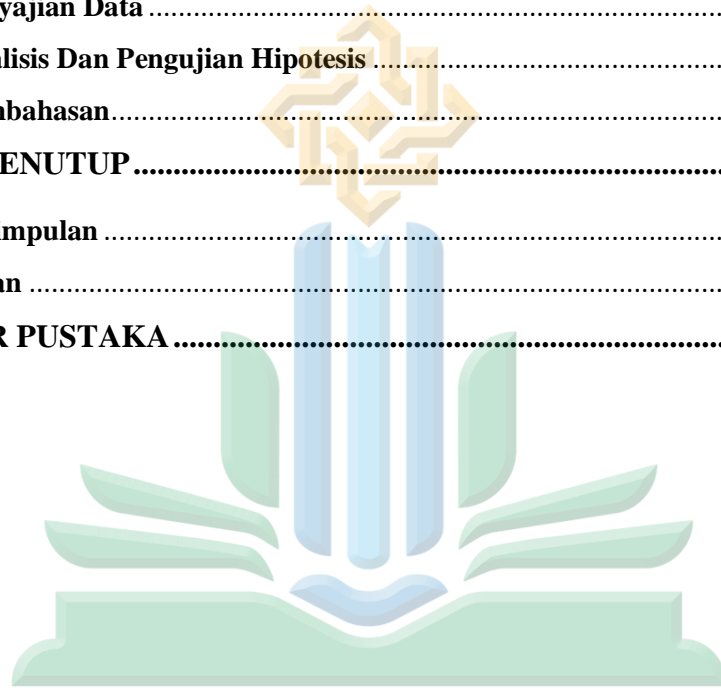 yajian Data ........................................................................
alisis Dan Pengujian Hipotesis ................................................
nbahasan.............................................................................
ENUTUP..............................................................................
impulan ..............................................................................
an .......................................................................................
R PUSTAKA.........................................................................